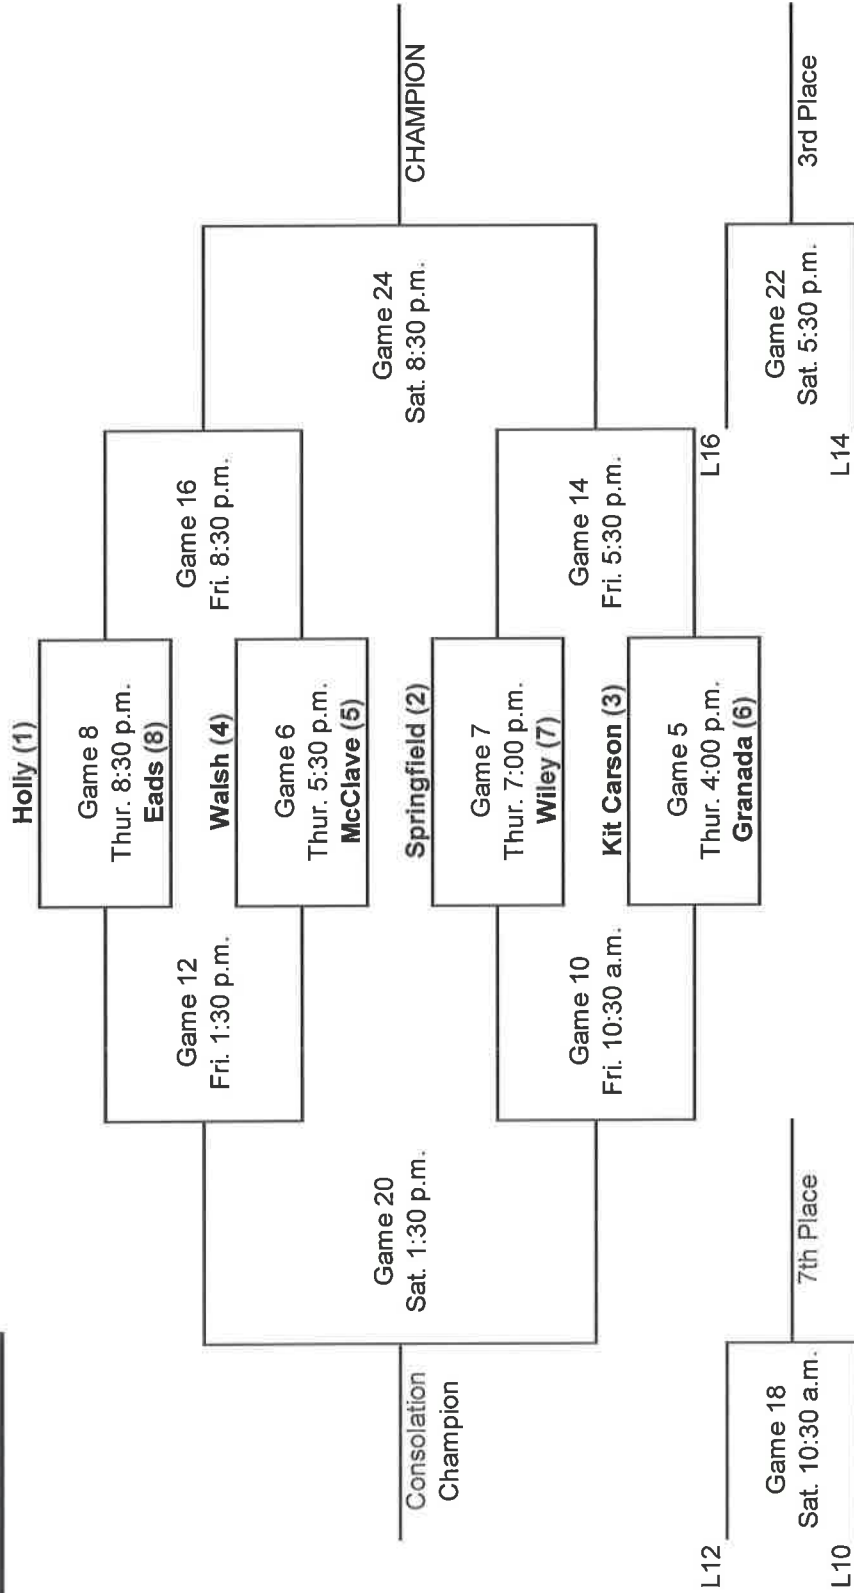 Holly (1)
Game 8
Thur. 8:30 p.m.
Eads (8)
Walsh (4)
Game 6
Thur. 5:30 p.m.
McClave (5)
Springfield (2)
Game 7
Thur. 7:00 p.m.
Wiley (7)
Kit Carson (3)
Game 5
Thur. 4:00 p.m.
Granada (6)
Game 12
Fri. 1:30 p.m.
Game 10
Fri. 10:30 a.m.
Game 20
Sat. 1:30 p.m.
Consolation
Champion
Game 16
Fri. 8:30 p.m.
Game 14
Fri. 5:30 p.m.
Game 24
Sat. 8:30 p.m.
CHAMPION
L12
Game 18
Sat. 10:30 a.m.
L10
7th Place
L16
Game 22
Sat. 5:30 p.m.
L14
3rd Place